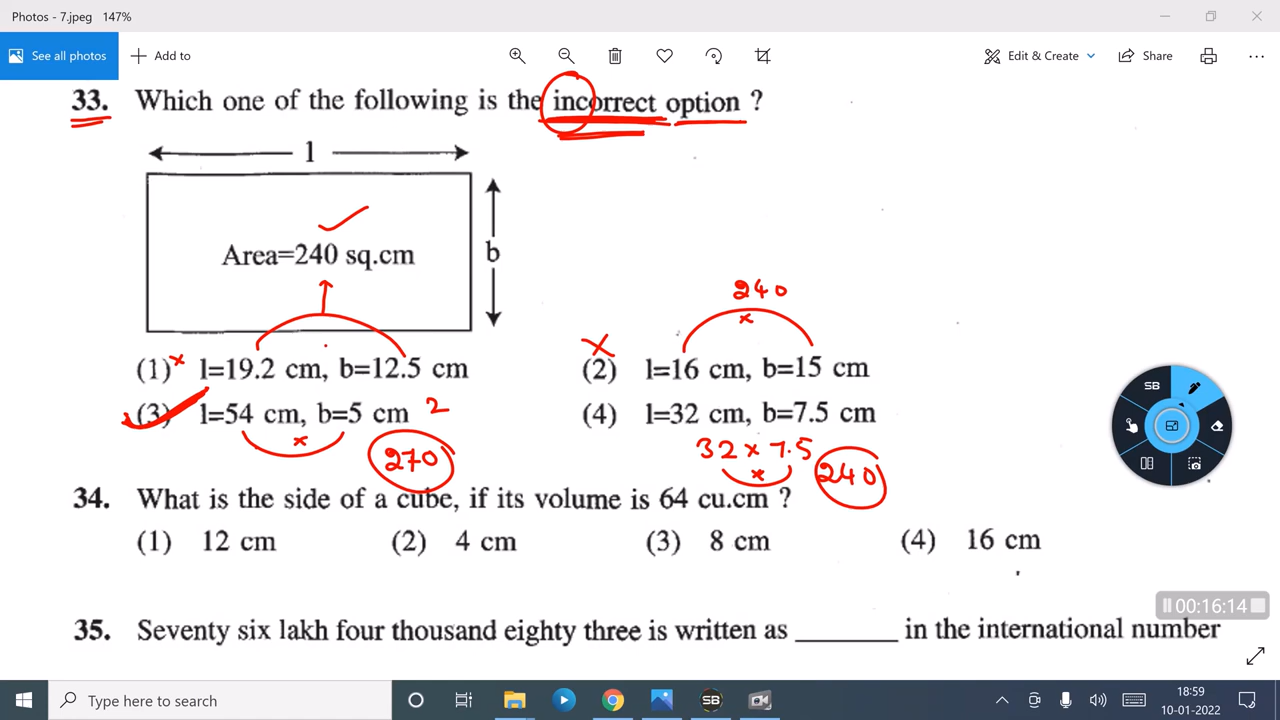 Photos - 7.jpeg 147%
See all photos
Add to
Edit & Create
Share
33. Which one of the following is the incorrect option ?
l
Area=240 sq.cm
b
240
×
(1) × l=19.2 cm, b=12.5 cm
(2) l=16 cm, b=15 cm
(3) l=54 cm, b=5 cm 2
(4) l=32 cm, b=7.5 cm
×
270
32 × 7.5
×
240
34. What is the side of a cube, if its volume is 64 cu.cm ?
(1) 12 cm (2) 4 cm (3) 8 cm (4) 16 cm
35. Seventy six lakh four thousand eighty three is written as ________ in the international number
SB
00:16:14
Type here to search
SB
18:59
10-01-2022